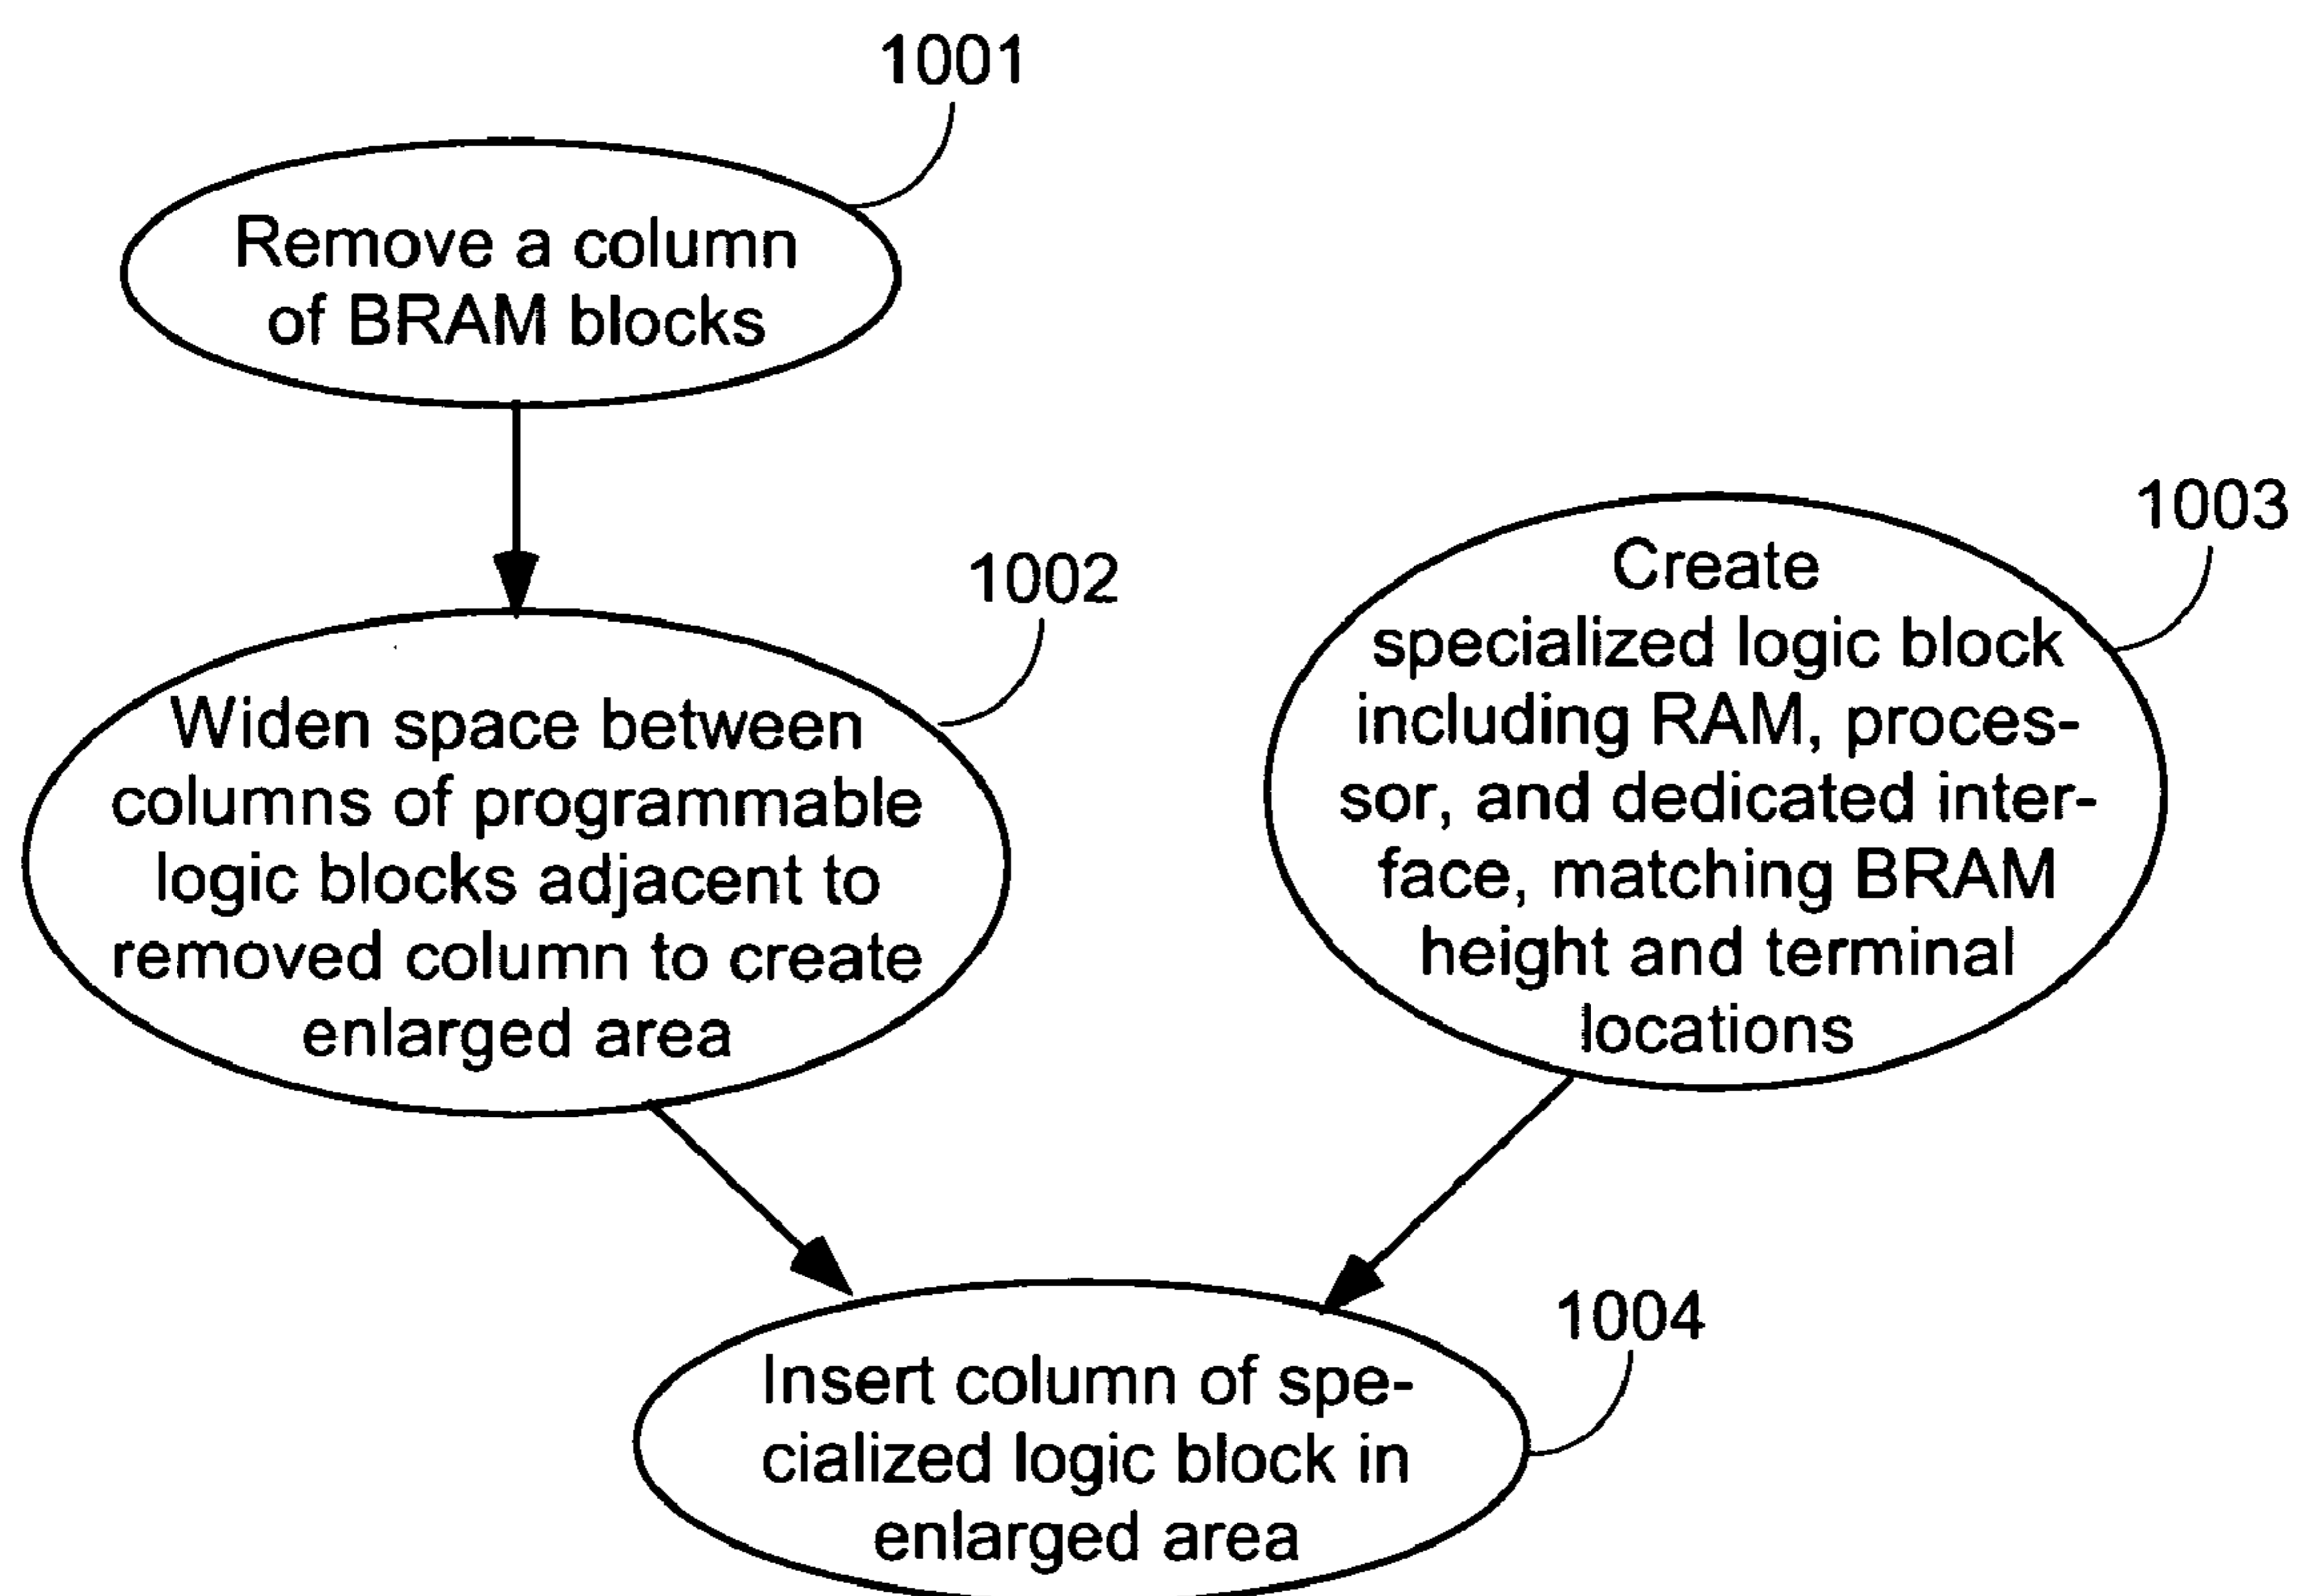 1001
Remove a column
of BRAM blocks
1002
Widen space between
columns of programmable
logic blocks adjacent to
removed column to create
enlarged area
1003
Create
specialized logic block
including RAM, proces-
sor, and dedicated inter-
face, matching BRAM
height and terminal
locations
1004
Insert column of spe-
cialized logic block in
enlarged area